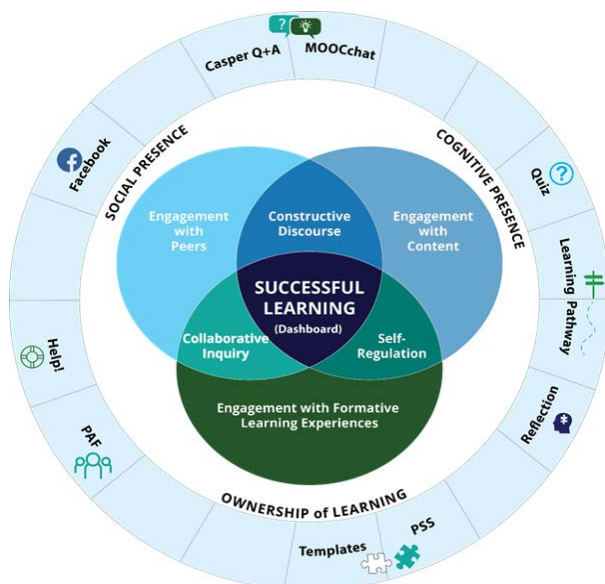 Casper Q+A
?
MOOCchat
Facebook
SOCIAL PRESENCE
COGNITIVE PRESENCE
Quiz
?
Engagement
with
Peers
Constructive
Discourse
Engagement
with
Content
SUCCESSFUL
LEARNING
(Dashboard)
Learning
Pathway
Collaborative
Inquiry
Self-
Regulation
Help!
Reflection
Engagement with Formative
Learning Experiences
PAF
OWNERSHIP of LEARNING
Templates
PSS